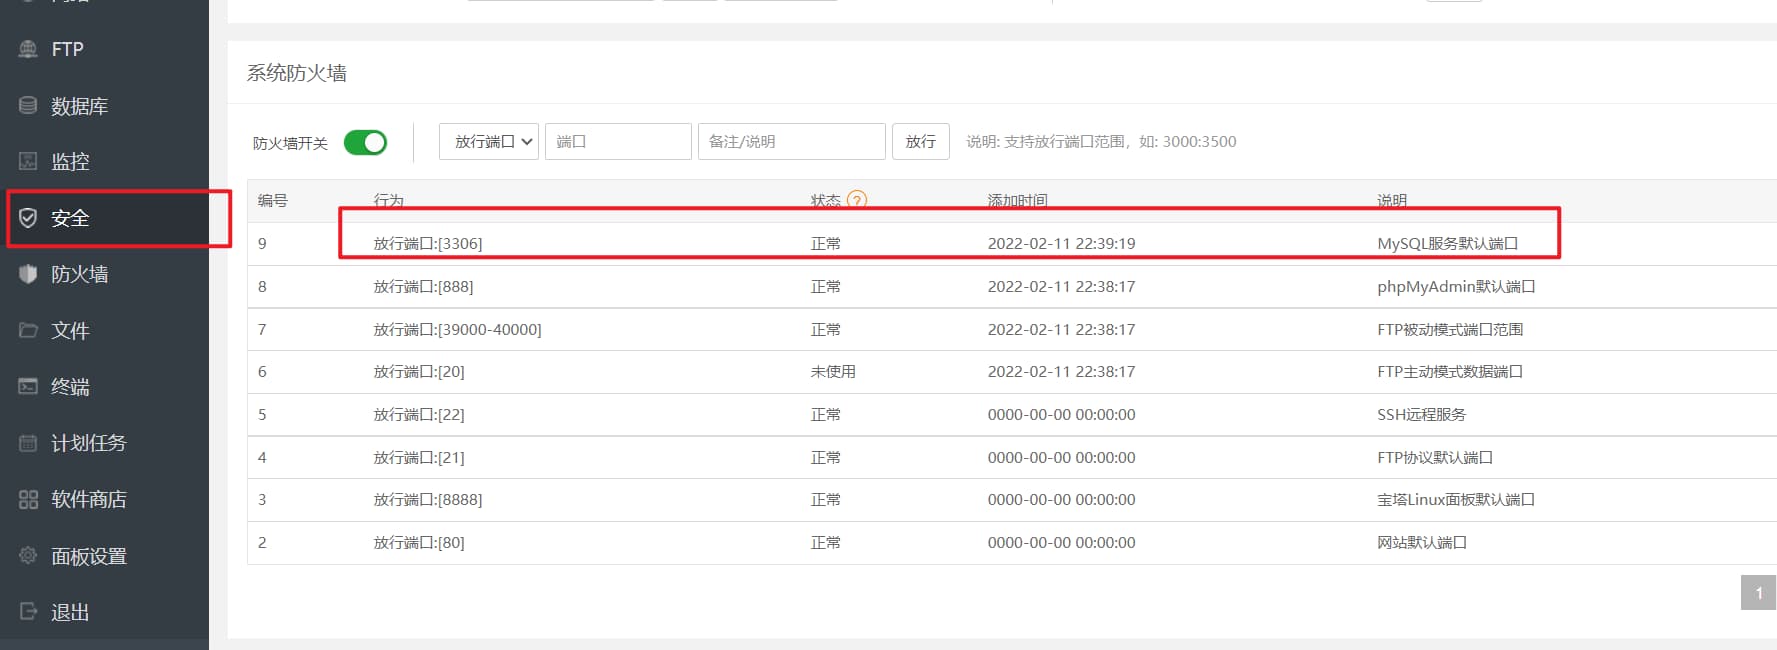 FTP
数据库
监控
安全
防火墙
文件
终端
计划任务
软件商店
面板设置
退出
系统防火墙
防火墙开关 放行端口 端口 备注/说明 放行 说明: 支持放行端口范围，如: 3000:3500
编号 行为 状态 ? 添加时间 说明
9 放行端口:[3306] 正常 2022-02-11 22:39:19 MySQL服务默认端口
8 放行端口:[888] 正常 2022-02-11 22:38:17 phpMyAdmin默认端口
7 放行端口:[39000-40000] 正常 2022-02-11 22:38:17 FTP被动模式端口范围
6 放行端口:[20] 未使用 2022-02-11 22:38:17 FTP主动模式数据端口
5 放行端口:[22] 正常 0000-00-00 00:00:00 SSH远程服务
4 放行端口:[21] 正常 0000-00-00 00:00:00 FTP协议默认端口
3 放行端口:[8888] 正常 0000-00-00 00:00:00 宝塔Linux面板默认端口
2 放行端口:[80] 正常 0000-00-00 00:00:00 网站默认端口
1